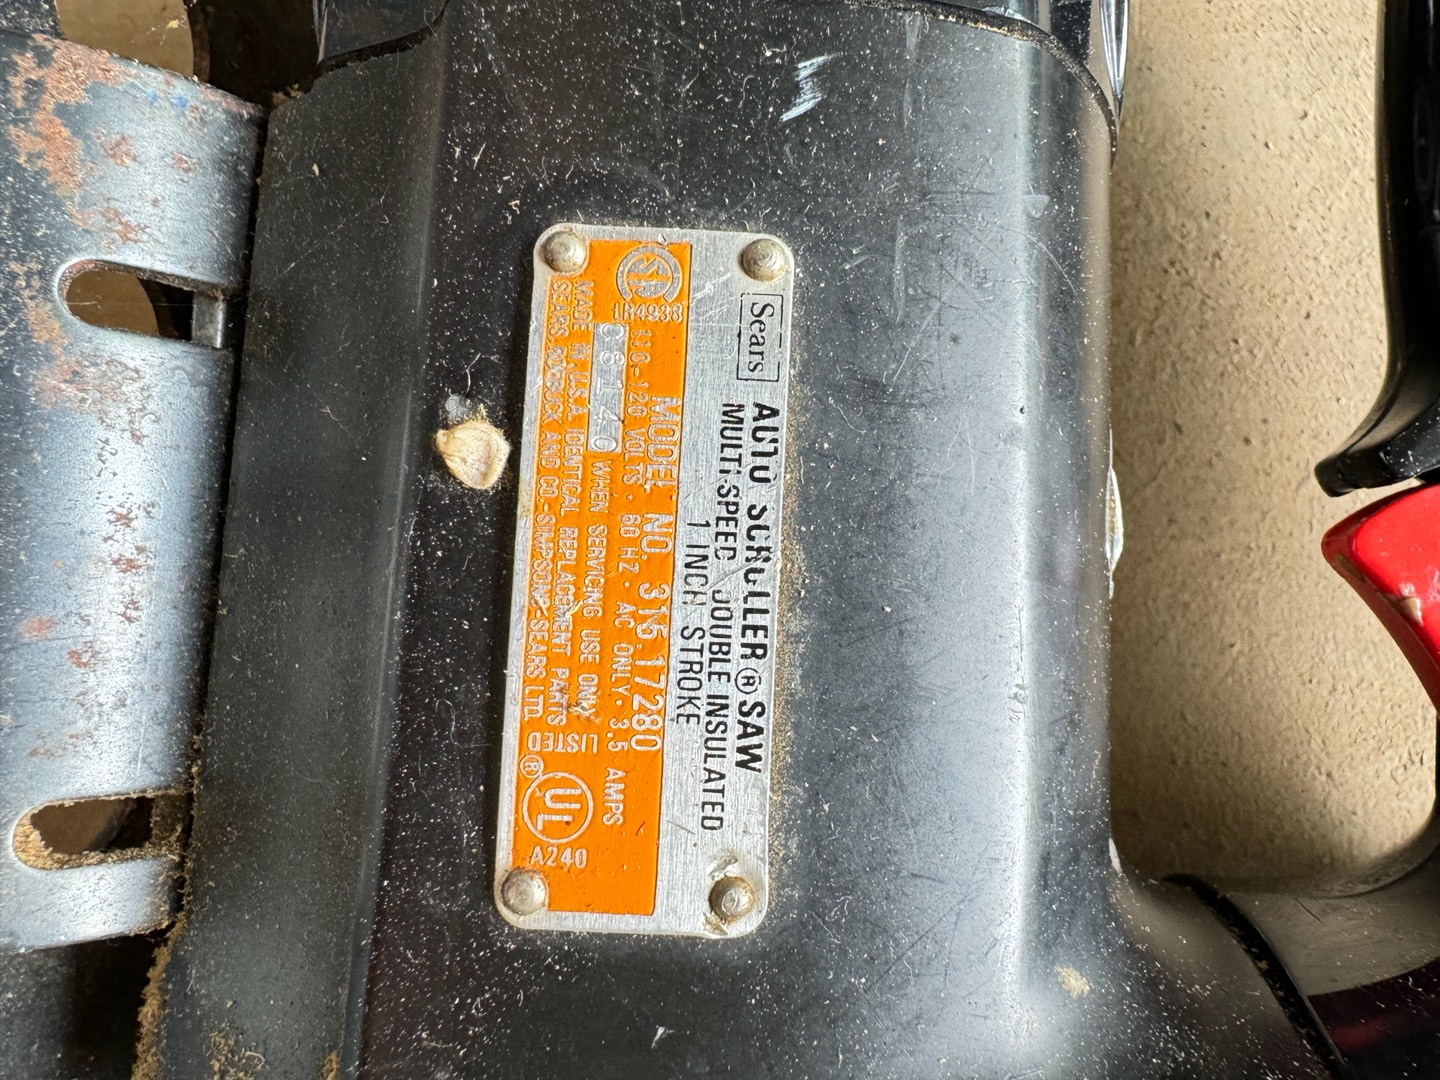 Sears
AUTO SCROLLER® SAW
MULTI-SPEED DOUBLE INSULATED
1 INCH STROKE
LR4938
MODEL NO. 315.17280
110-120 VOLTS · 60 HZ · AC ONLY · 3.5 AMPS
C8140 WHEN SERVICING USE ONLY
MADE IN U.S.A. IDENTICAL REPLACEMENT PARTS
SEARS, ROEBUCK AND CO.-SIMPSONS-SEARS LTD.
LISTED
UL®
A240